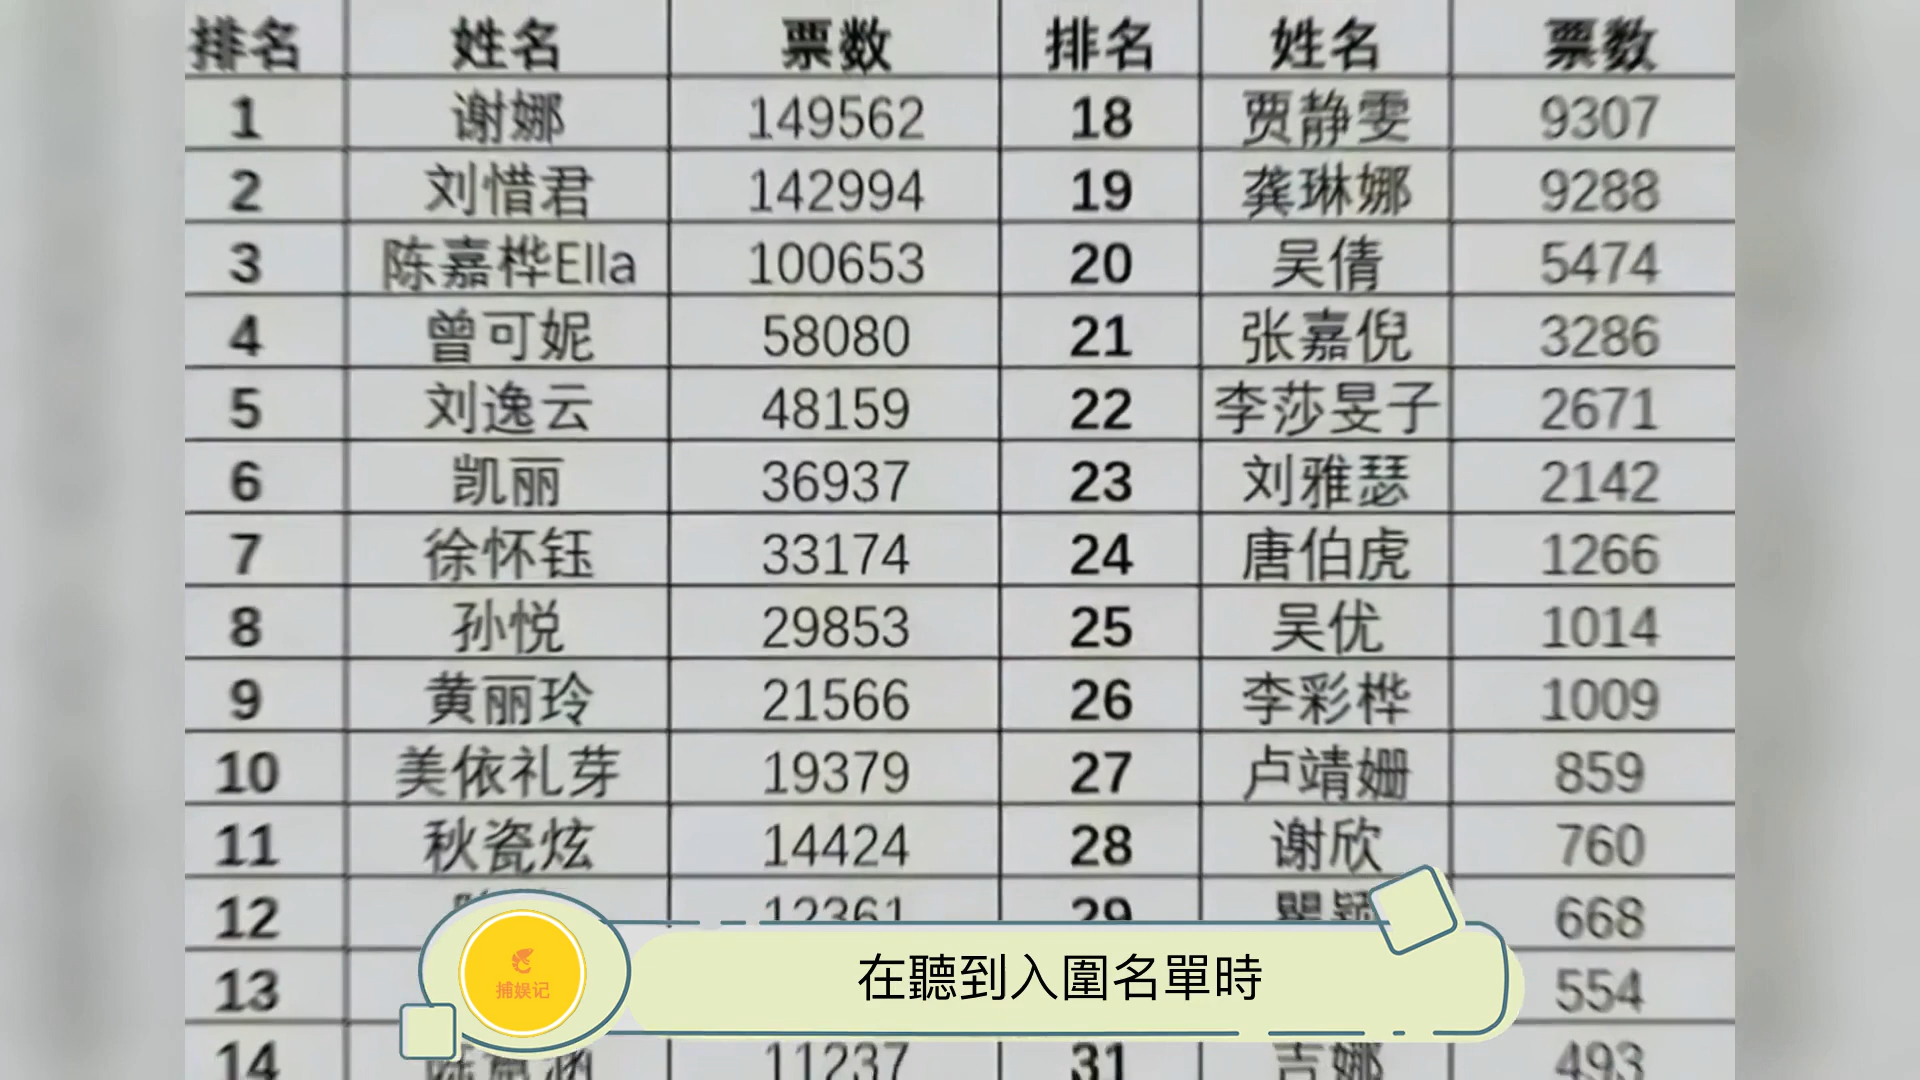 排名 姓名 票数 排名 姓名 票数
1 谢娜 149562 18 贾静雯 9307
2 刘惜君 142994 19 龚琳娜 9288
3 陈嘉桦Ella 100653 20 吴倩 5474
4 曾可妮 58080 21 张嘉倪 3286
5 刘逸云 48159 22 李莎旻子 2671
6 凯丽 36937 23 刘雅瑟 2142
7 徐怀钰 33174 24 唐伯虎 1266
8 孙悦 29853 25 吴优 1014
9 黄丽玲 21566 26 李彩桦 1009
10 美依礼芽 19379 27 卢靖姗 859
11 秋瓷炫 14424 28 谢欣 760
12 12361 29 668
13 554
14 11237 31 吉娜 493
捕娱记
在聽到入圍名單時